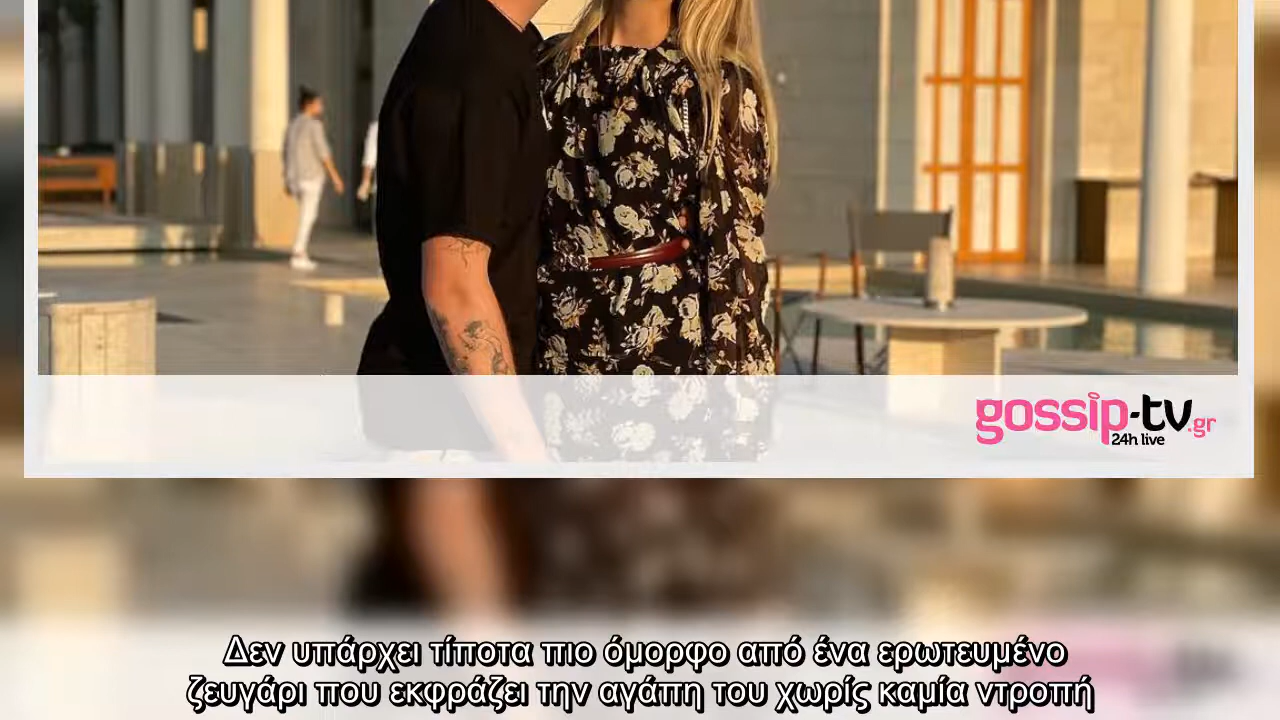 gossip-tv.gr
24h live
Δεν υπάρχει τίποτα πιο όμορφο από ένα ερωτευμένο
ζευγάρι που εκφράζει την αγάπη του χωρίς καμία ντροπή